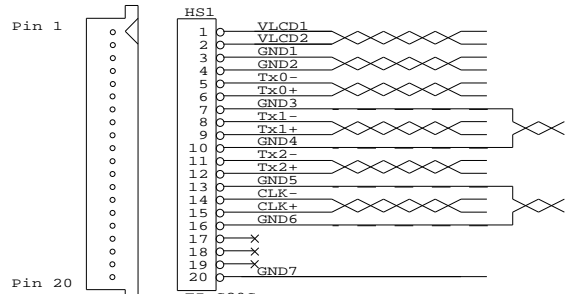 HS1
Pin 1
1 VLCD1
2 VLCD2
3 GND1
4 GND2
5 Tx0-
6 Tx0+
7 GND3
8 Tx1-
9 Tx1+
10 GND4
11 Tx2-
12 Tx2+
13 GND5
14 CLK-
15 CLK+
16 GND6
17
18
19
20 GND7
Pin 20